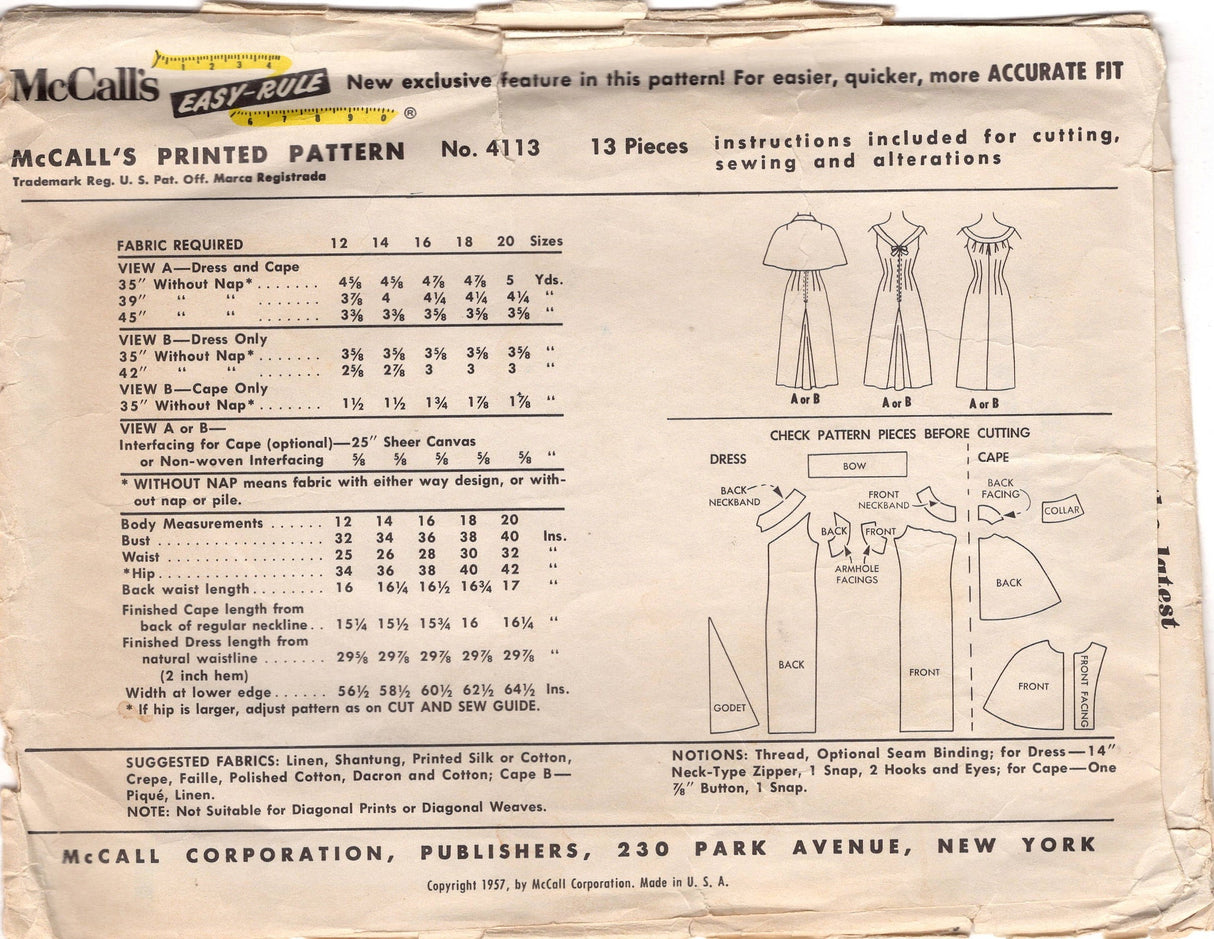 1 2 3 4
McCall's EASY-RULE New exclusive feature in this pattern! For easier, quicker, more ACCURATE FIT
6 7 8 9 0 ®
McCALL'S PRINTED PATTERN No. 4113 13 Pieces instructions included for cutting,
sewing and alterations
Trademark Reg. U. S. Pat. Off. Marca Registrada
FABRIC REQUIRED 12 14 16 18 20 Sizes
VIEW A—Dress and Cape
35" Without Nap* ....... 4⅝ 4⅝ 4⅞ 4⅞ 5 Yds.
39" “ “ ....... 3⅞ 4 4¼ 4¼ 4¼ “
45" “ “ ....... 3⅜ 3⅜ 3⅝ 3⅝ 3⅝ “
VIEW B—Dress Only
35" Without Nap* ....... 3⅝ 3⅝ 3⅝ 3⅝ 3⅝ “
42" “ “ ....... 2⅝ 2⅞ 3 3 3 “
VIEW B—Cape Only
35" Without Nap* ....... 1½ 1½ 1¾ 1⅞ 1⅞ “
VIEW A or B—
Interfacing for Cape (optional)—25" Sheer Canvas
or Non-woven Interfacing ⅝ ⅝ ⅝ ⅝ ⅝ “
* WITHOUT NAP means fabric with either way design, or with-
out nap or pile.
Body Measurements ...... 12 14 16 18 20
Bust .................... 32 34 36 38 40 Ins.
Waist ................... 25 26 28 30 32 “
*Hip .................... 34 36 38 40 42 “
Back waist length ........ 16 16¼ 16½ 16¾ 17 “
Finished Cape length from
back of regular neckline .. 15¼ 15½ 15¾ 16 16¼ “
Finished Dress length from
natural waistline ....... 29⅝ 29⅞ 29⅞ 29⅞ 29⅞ “
(2 inch hem)
Width at lower edge ...... 56½ 58½ 60½ 62½ 64½ Ins.
* If hip is larger, adjust pattern as on CUT AND SEW GUIDE.
A or B A or B A or B
CHECK PATTERN PIECES BEFORE CUTTING
DRESS
BOW
BACK
NECKBAND
FRONT
NECKBAND
BACK
FRONT
ARMHOLE
FACINGS
GODET
BACK
FRONT
CAPE
BACK
FACING
COLLAR
BACK
FRONT
FRONT FACING
latest
SUGGESTED FABRICS: Linen, Shantung, Printed Silk or Cotton,
Crepe, Faille, Polished Cotton, Dacron and Cotton; Cape B—
Piqué, Linen.
NOTE: Not Suitable for Diagonal Prints or Diagonal Weaves.
NOTIONS: Thread, Optional Seam Binding; for Dress—14"
Neck-Type Zipper, 1 Snap, 2 Hooks and Eyes; for Cape—One
⅞" Button, 1 Snap.
McCALL CORPORATION, PUBLISHERS, 230 PARK AVENUE, NEW YORK
Copyright 1957, by McCall Corporation. Made in U. S. A.